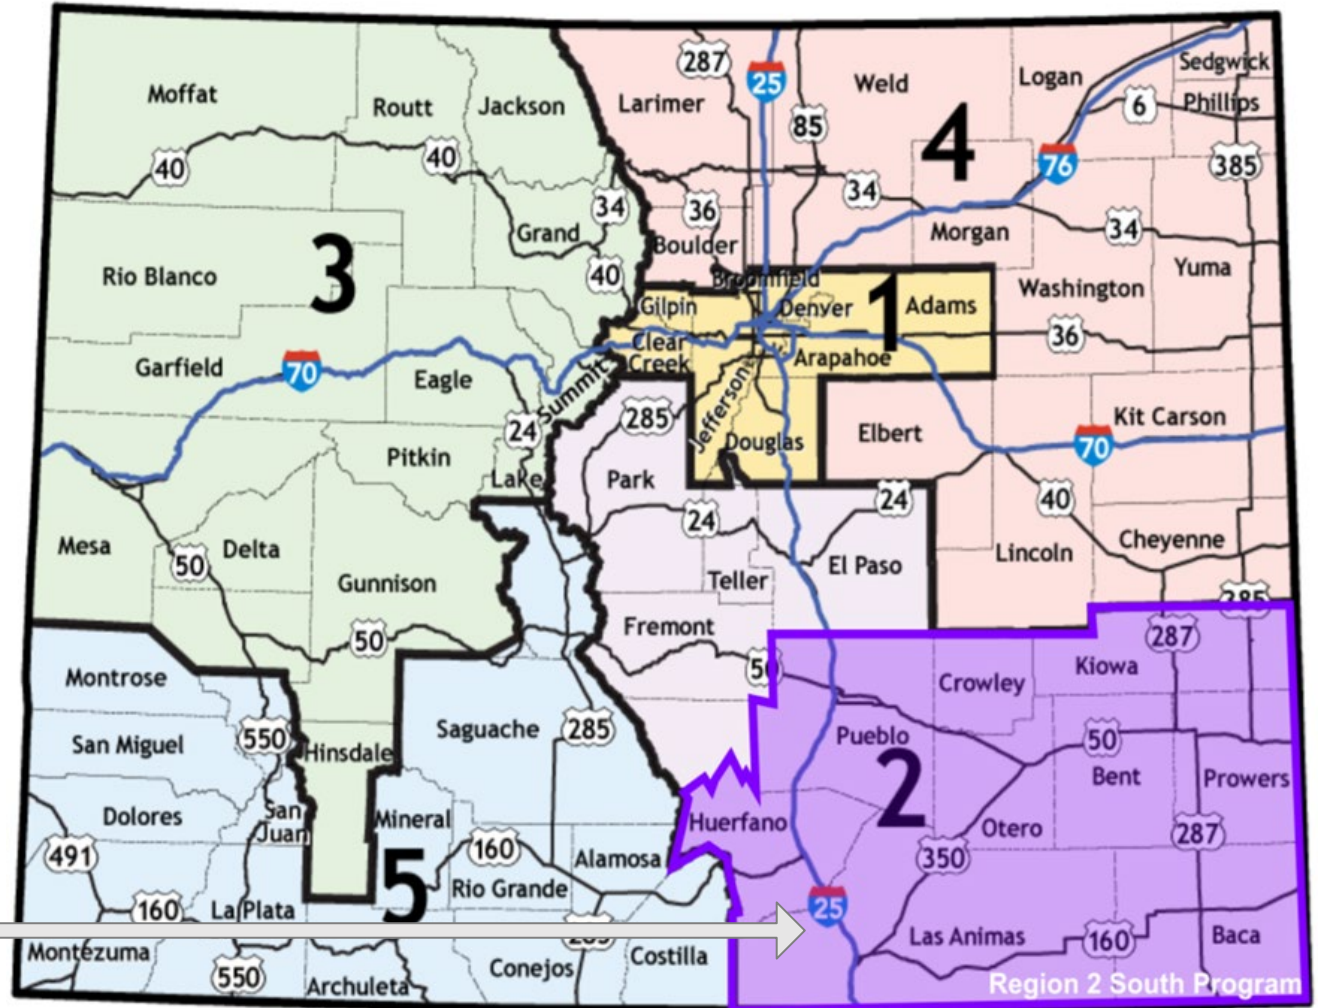 Moffat
Routt
Jackson
40
40
34
Grand
40
3
Rio Blanco
Garfield
70
Eagle
Summit
24
Pitkin
Lake
Mesa
50
Delta
Gunnison
50
Hinsdale
287
25
Larimer
85
Weld
4
Logan
Sedgwick
6
Phillips
76
385
34
36
Boulder
Morgan
34
Yuma
Washington
36
Broomfield
Gilpin
Denver
1
Adams
Clear
Creek
Arapahoe
Jefferson
Douglas
Elbert
Kit Carson
70
40
Lincoln
Cheyenne
385
285
Park
24
24
Teller
El Paso
Fremont
50
Montrose
San Miguel
550
Saguache
285
Dolores
San
Juan
Mineral
491
160
Alamosa
5
Rio Grande
160
La Plata
285
Montezuma
550
Archuleta
Conejos
Costilla
287
Kiowa
Crowley
Pueblo
50
2
Bent
Prowers
Huerfano
Otero
287
350
25
Las Animas
160
Baca
Region 2 South Program